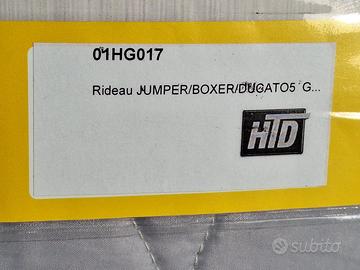 01HG017
Rideau JUMPER/BOXER/DUCATO5 G...
HTD
subito